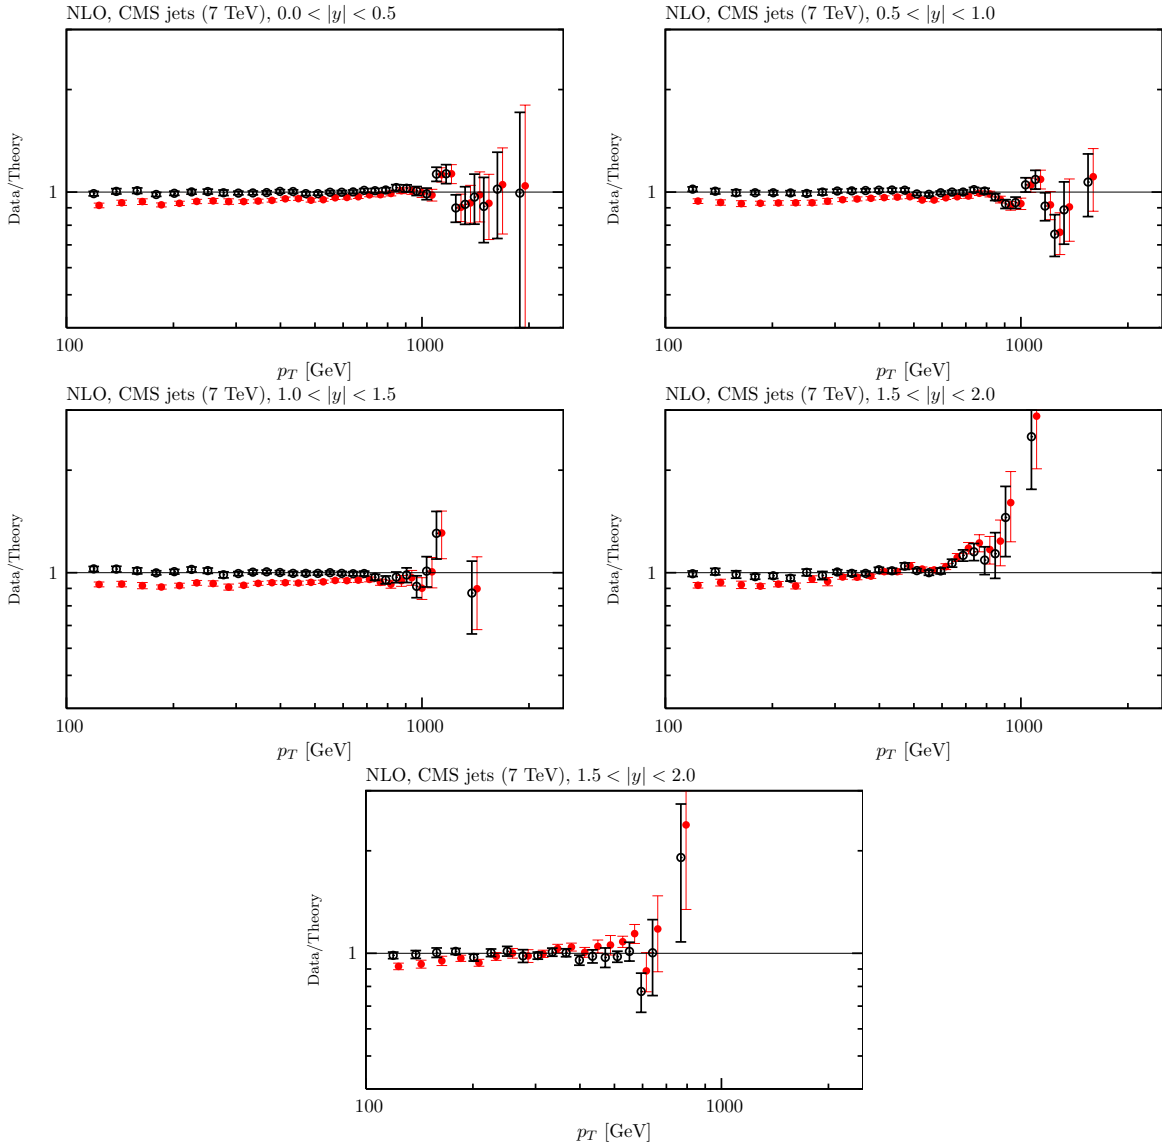 NLO, CMS jets (7 TeV), 0.0 < |y| < 0.5
Data/Theory
1
100
1000
p_T [GeV]
NLO, CMS jets (7 TeV), 0.5 < |y| < 1.0
Data/Theory
1
100
1000
p_T [GeV]
NLO, CMS jets (7 TeV), 1.0 < |y| < 1.5
Data/Theory
1
100
1000
p_T [GeV]
NLO, CMS jets (7 TeV), 1.5 < |y| < 2.0
Data/Theory
1
100
1000
p_T [GeV]
NLO, CMS jets (7 TeV), 1.5 < |y| < 2.0
Data/Theory
1
100
1000
p_T [GeV]